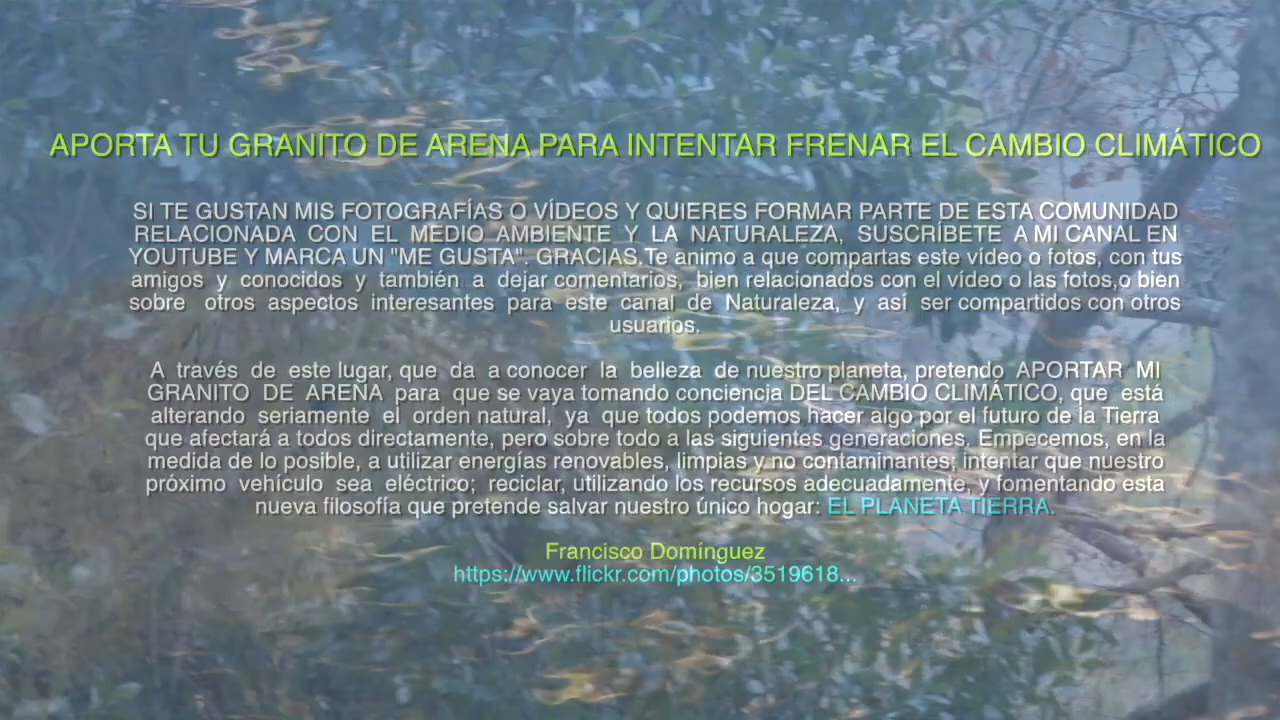 APORTA TU GRANITO DE ARENA PARA INTENTAR FRENAR EL CAMBIO CLIMÁTICO
SI TE GUSTAN MIS FOTOGRAFÍAS O VÍDEOS Y QUIERES FORMAR PARTE DE ESTA COMUNIDAD
RELACIONADA CON EL MEDIO AMBIENTE Y LA NATURALEZA, SUSCRÍBETE A MI CANAL EN
YOUTUBE Y MARCA UN "ME GUSTA". GRACIAS.Te animo a que compartas este vídeo o fotos, con tus
amigos y conocidos y también a dejar comentarios, bien relacionados con el vídeo o las fotos,o bien
sobre otros aspectos interesantes para este canal de Naturaleza, y así ser compartidos con otros
usuarios.
A través de este lugar, que da a conocer la belleza de nuestro planeta, pretendo APORTAR MI
GRANITO DE ARENA para que se vaya tomando conciencia DEL CAMBIO CLIMÁTICO, que está
alterando seriamente el orden natural, ya que todos podemos hacer algo por el futuro de la Tierra
que afectará a todos directamente, pero sobre todo a las siguientes generaciones. Empecemos, en la
medida de lo posible, a utilizar energías renovables, limpias y no contaminantes; intentar que nuestro
próximo vehículo sea eléctrico; reciclar, utilizando los recursos adecuadamente, y fomentando esta
nueva filosofía que pretende salvar nuestro único hogar: EL PLANETA TIERRA.
Francisco Domínguez
https://www.flickr.com/photos/3519618...